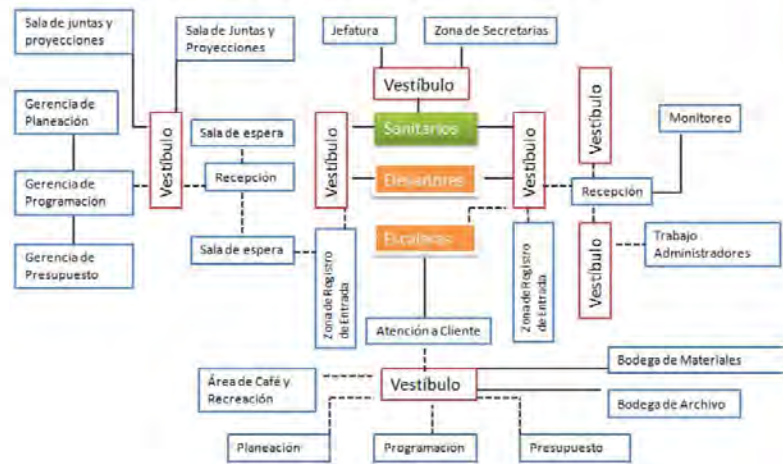 Sala de juntas y
proyecciones
Sala de Juntas y
Proyecciones
Jefatura
Zona de Secretarias
Vestíbulo
Gerencia de
Planeación
Vestíbulo
Sala de espera
Vestíbulo
Sanitarios
Vestíbulo
Vestíbulo
Monitoreo
Gerencia de
Programación
Recepción
Elevadores
Recepción
Gerencia de
Presupuesto
Sala de espera
Zona de Registro
de Entrada
Escaleras
Zona de Registro
de Entrada
Vestíbulo
Trabajo
Administradores
Atención a Cliente
Área de Café y
Recreación
Vestíbulo
Bodega de Materiales
Bodega de Archivo
Planeación
Programación
Presupuesto